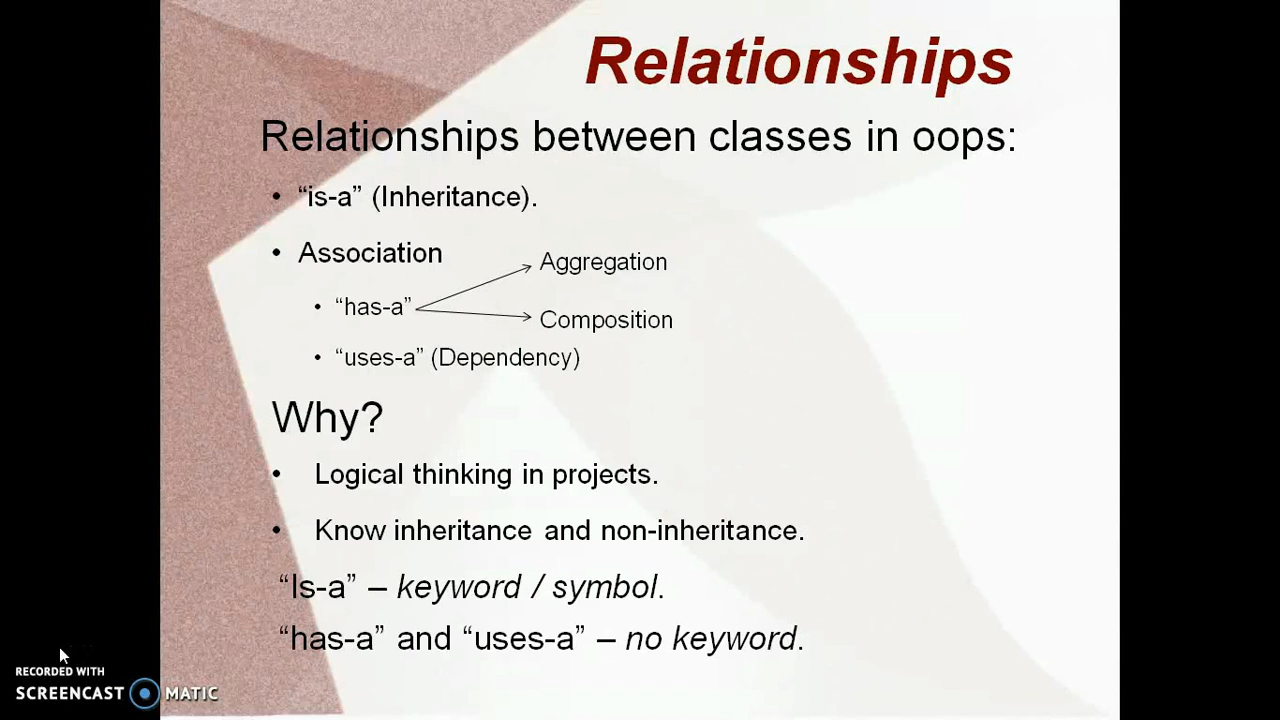 Relationships
Relationships between classes in oops:
• “is-a” (Inheritance).
• Association
Aggregation
• “has-a”
Composition
• “uses-a” (Dependency)
Why?
• Logical thinking in projects.
• Know inheritance and non-inheritance.
“Is-a” – keyword / symbol.
“has-a” and “uses-a” – no keyword.
RECORDED WITH
SCREENCAST MATIC